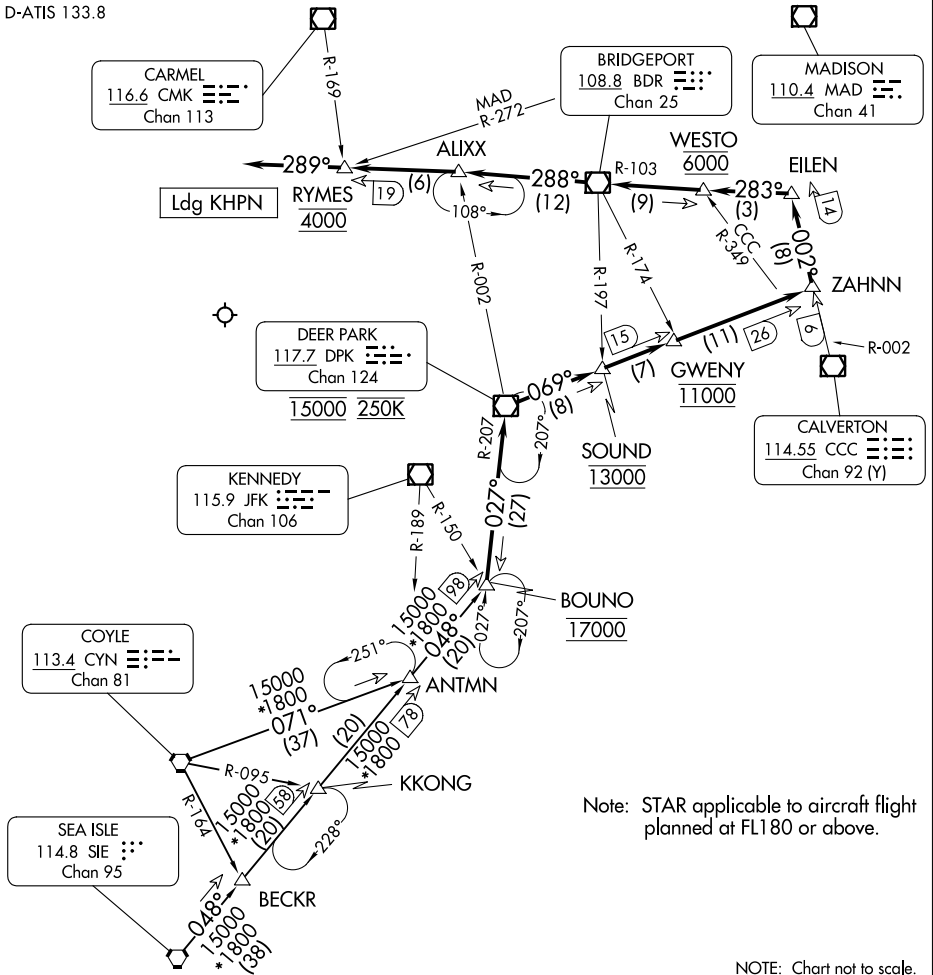 D-ATIS 133.8
CARMEL
116.6 CMK
Chan 113
R-169
MAD
R-272
BRIDGEPORT
108.8 BDR
Chan 25
MADISON
110.4 MAD
Chan 41
WESTO
6000
EILEN
ALIXX
289°
RYMES
4000
19
(6)
108°
288°
(12)
R-103
(9)
283°
(3)
14
Ldg KHPN
002°
(8)
CCC
R-349
R-002
R-197
R-174
ZAHNN
DEER PARK
117.7 DPK
Chan 124
15000 250K
15
(11)
26
6
R-002
069°
(8)
(7)
GWENY
11000
R-207
207°
SOUND
13000
CALVERTON
114.55 CCC
Chan 92 (Y)
KENNEDY
115.9 JFK
Chan 106
R-189
R-150
027°
(27)
BOUNO
17000
98
15000
*1800
048°
(20)
027°
207°
COYLE
113.4 CYN
Chan 81
251°
ANTMN
15000
*1800
071°
(37)
(20)
15000
*1800
78
R-095
KKONG
R-164
15000
*1800
(20)
58
228°
Note: STAR applicable to aircraft flight
planned at FL180 or above.
SEA ISLE
114.8 SIE
Chan 95
BECKR
048°
15000
*1800
(38)
NOTE: Chart not to scale.